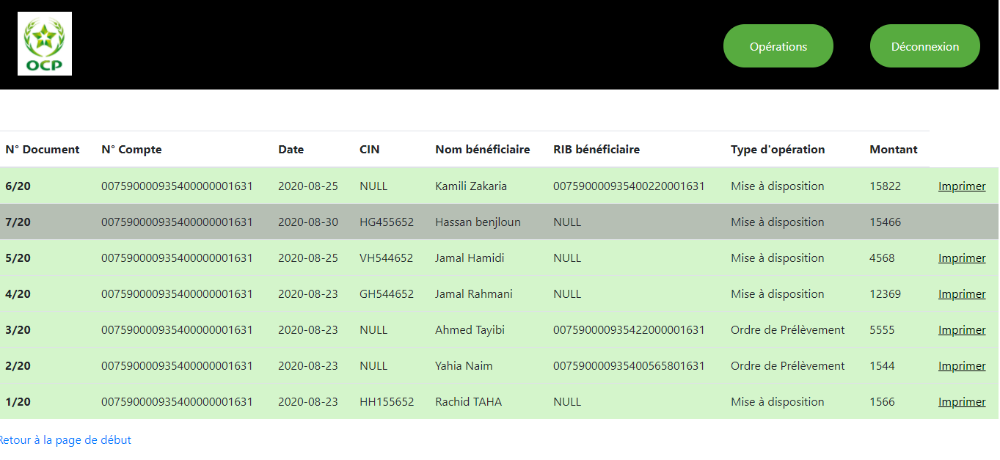 OCP
Opérations Déconnexion
N° Document N° Compte Date CIN Nom bénéficiaire RIB bénéficiaire Type d'opération Montant
6/20 007590000935400000001631 2020-08-25 NULL Kamili Zakaria 007590000935400220001631 Mise à disposition 15822 Imprimer
7/20 007590000935400000001631 2020-08-30 HG455652 Hassan benjloun NULL Mise à disposition 15466
5/20 007590000935400000001631 2020-08-25 VH544652 Jamal Hamidi NULL Mise à disposition 4568 Imprimer
4/20 007590000935400000001631 2020-08-23 GH544652 Jamal Rahmani NULL Mise à disposition 12369 Imprimer
3/20 007590000935400000001631 2020-08-23 NULL Ahmed Tayibi 007590000935422000001631 Ordre de Prélèvement 5555 Imprimer
2/20 007590000935400000001631 2020-08-23 NULL Yahia Naim 007590000935400565801631 Ordre de Prélèvement 1544 Imprimer
1/20 007590000935400000001631 2020-08-23 HH155652 Rachid TAHA NULL Mise à disposition 1566 Imprimer
Retour à la page de début